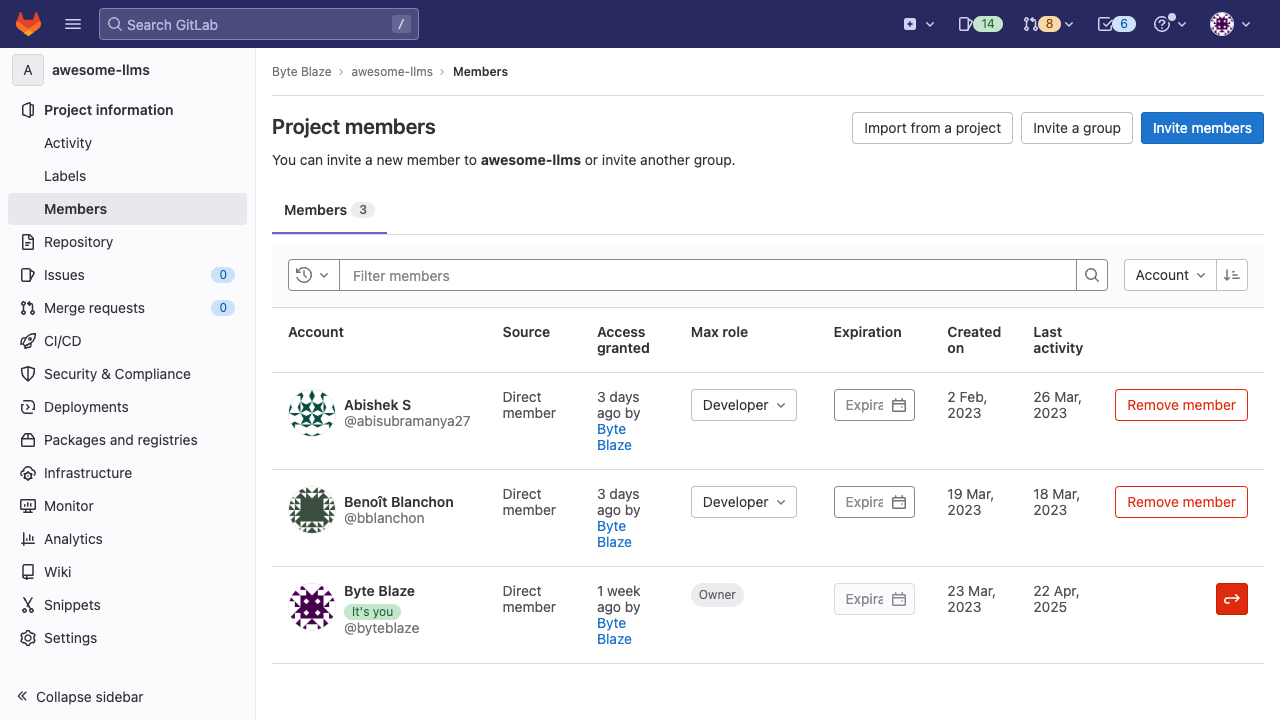 Search GitLab
/
14
8
6
A
awesome-llms
Project information
Activity
Labels
Members
Repository
Issues
0
Merge requests
0
CI/CD
Security & Compliance
Deployments
Packages and registries
Infrastructure
Monitor
Analytics
Wiki
Snippets
Settings
Collapse sidebar
Byte Blaze
awesome-llms
Members
Project members
Import from a project
Invite a group
Invite members
You can invite a new member to awesome-llms or invite another group.
Members 3
Filter members
Account
Account
Source
Access
granted
Max role
Expiration
Created
on
Last
activity
Abishek S
@abisubramanya27
Direct
member
3 days
ago by
Byte
Blaze
Developer
Expira
2 Feb,
2023
26 Mar,
2023
Remove member
Benoît Blanchon
@bblanchon
Direct
member
3 days
ago by
Byte
Blaze
Developer
Expira
19 Mar,
2023
18 Mar,
2023
Remove member
Byte Blaze
It's you
@byteblaze
Direct
member
1 week
ago by
Byte
Blaze
Owner
Expira
23 Mar,
2023
22 Apr,
2025